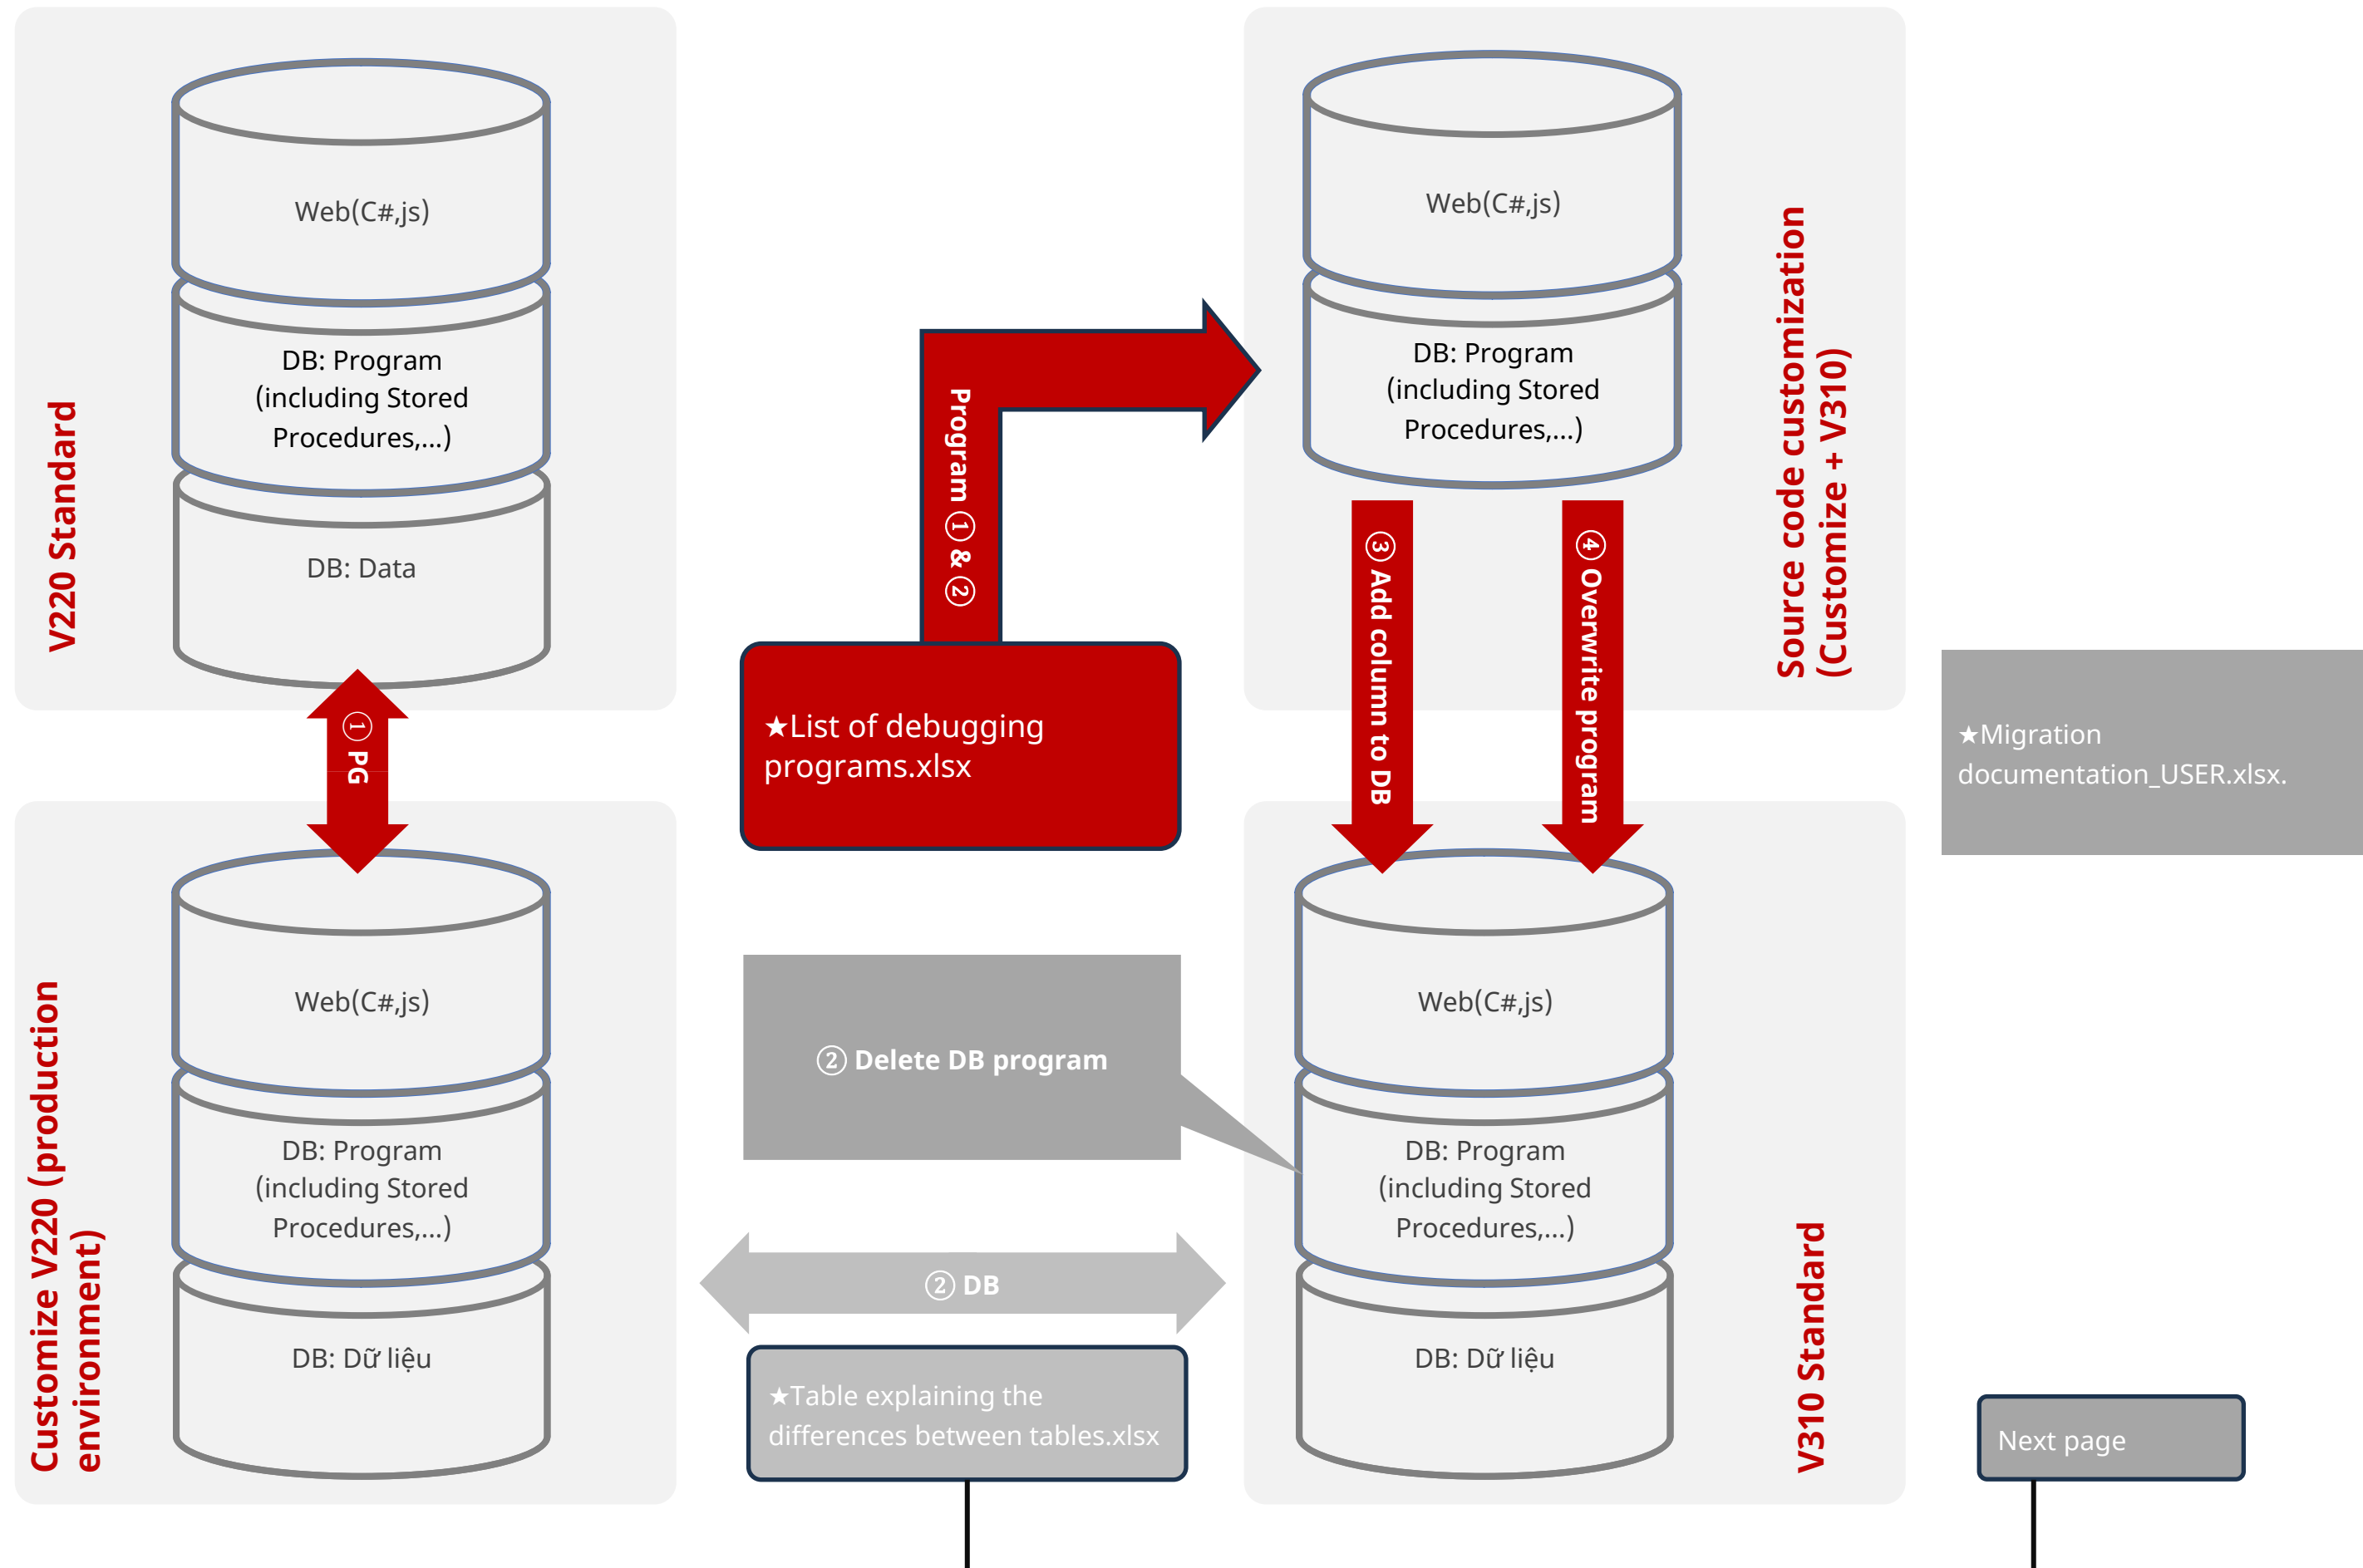 V220 Standard
Web(C#,js)
DB: Program
(including Stored
Procedures,...)
DB: Data
① PG
Customize V220 (production
environment)
Web(C#,js)
DB: Program
(including Stored
Procedures,...)
DB: Dữ liệu
Program ① & ②
★List of debugging
programs.xlsx
② Delete DB program
② DB
★Table explaining the
differences between tables.xlsx
Web(C#,js)
DB: Program
(including Stored
Procedures,...)
Source code customization
(Customize + V310)
③ Add column to DB
④ Overwrite program
Web(C#,js)
DB: Program
(including Stored
Procedures,...)
DB: Dữ liệu
V310 Standard
★Migration
documentation_USER.xlsx.
Next page